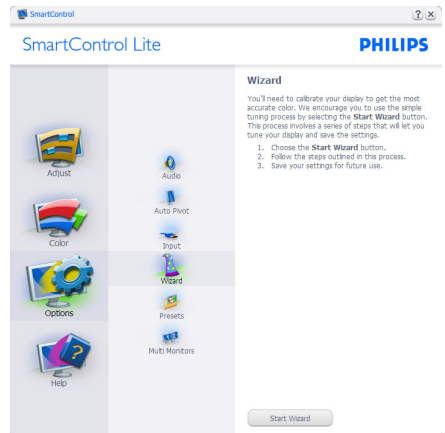 SmartControl
? ×
SmartControl Lite
PHILIPS
Adjust
Color
Options
Help
Audio
Auto Pivot
Input
Wizard
Presets
Multi Monitors
Wizard
You'll need to calibrate your display to get the most
accurate color. We encourage you to use the simple
tuning process by selecting the Start Wizard button.
This process involves a series of steps that will let you
tune your display and save the settings.
1. Choose the Start Wizard button.
2. Follow the steps outlined in this process.
3. Save your settings for future use.
Start Wizard